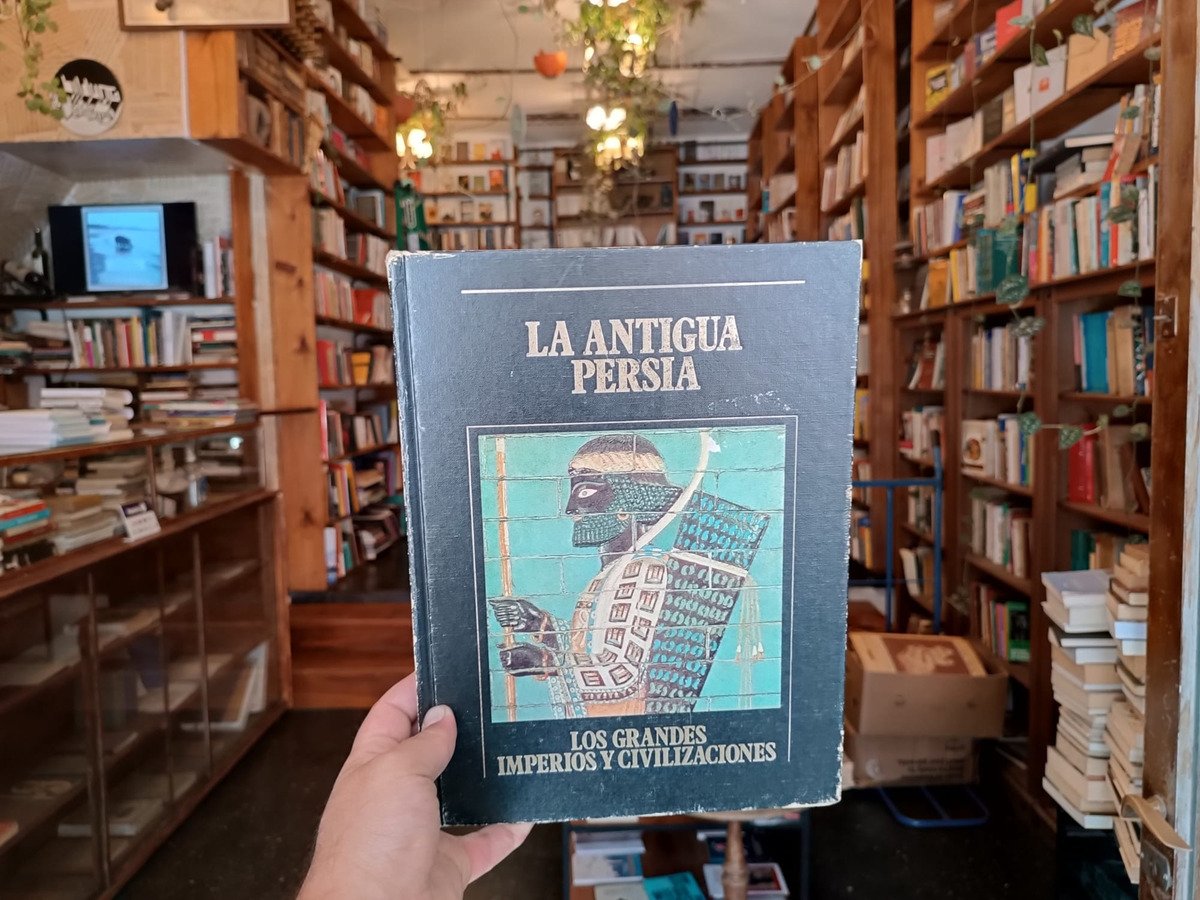 LA ANTIGUA
PERSIA
LOS GRANDES
IMPERIOS Y CIVILIZACIONES